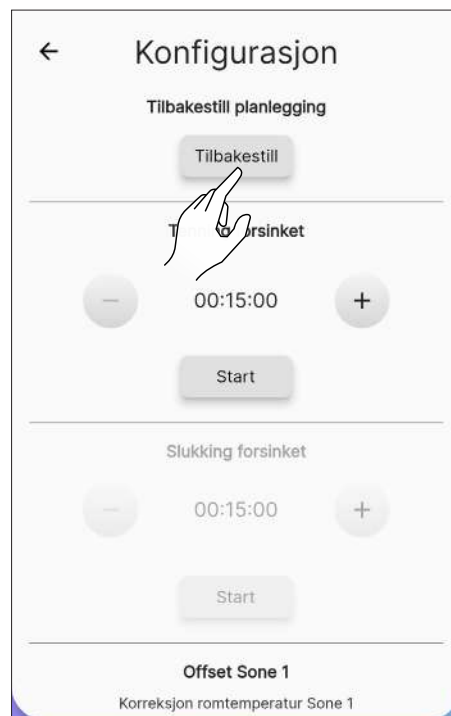 Konfigurasjon
Tilbakestill planlegging
Tilbakestill
forsinket
00:15:00
Start
Slukking forsinket
00:15:00
Start
Offset Sone 1
Korreksjon romtemperatur Sone 1